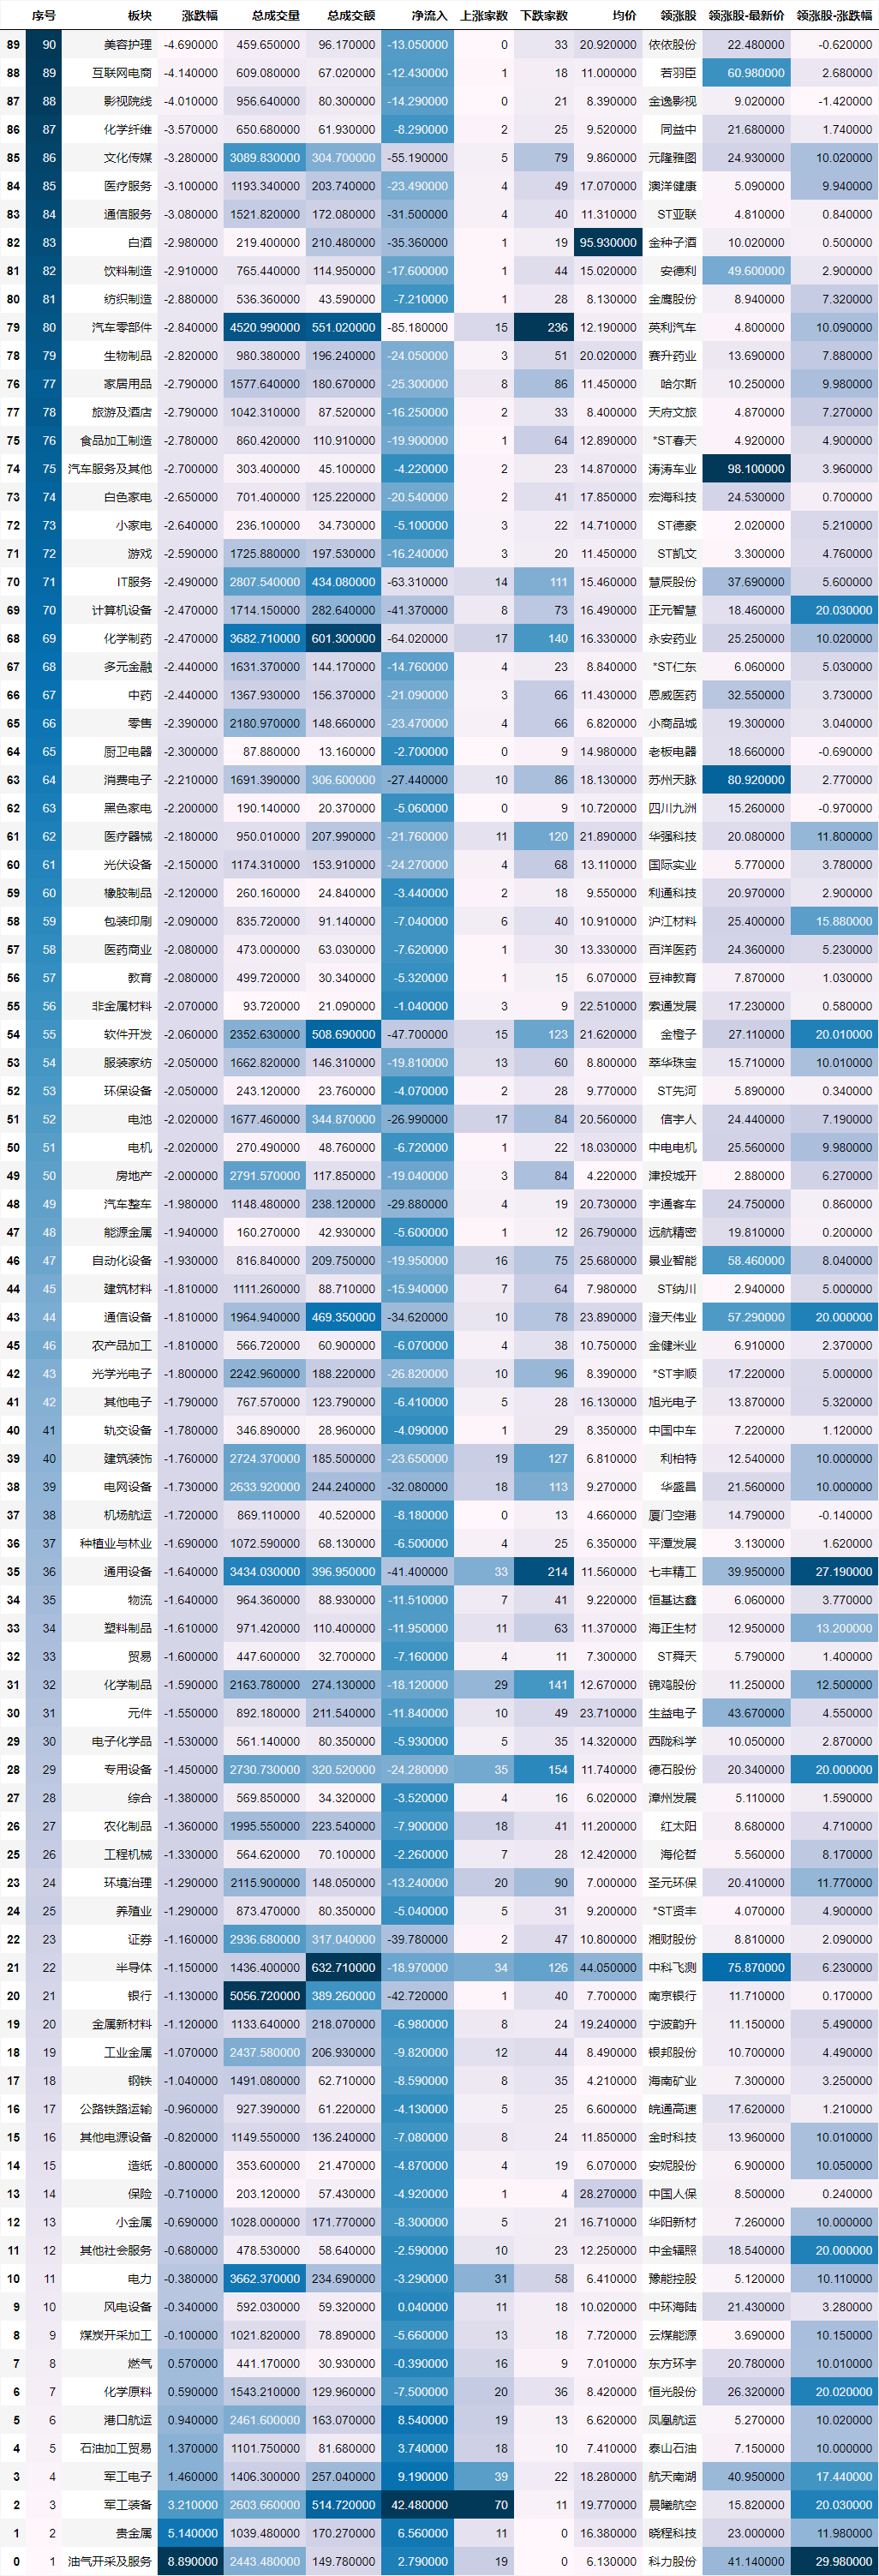 序号 板块 涨跌幅 总成交量 总成交额 净流入 上涨家数 下跌家数 均价 领涨股 领涨股-最新价 领涨股-涨跌幅
89 90 美容护理 -4.690000 459.650000 96.170000 -13.050000 0 33 20.920000 依依股份 22.480000 -0.620000
88 89 互联网电商 -4.140000 609.080000 67.020000 -12.430000 1 18 11.000000 若羽臣 60.980000 2.680000
87 88 影视院线 -4.010000 956.640000 80.300000 -14.290000 0 21 8.390000 金逸影视 9.020000 -1.420000
86 87 化学纤维 -3.570000 650.680000 61.930000 -8.290000 2 25 9.520000 同益中 21.680000 1.740000
85 86 文化传媒 -3.280000 3089.830000 304.700000 -55.190000 5 79 9.860000 元隆雅图 24.930000 10.020000
84 85 医疗服务 -3.100000 1193.340000 203.740000 -23.490000 4 49 17.070000 澳洋健康 5.090000 9.940000
83 84 通信服务 -3.080000 1521.820000 172.080000 -31.500000 4 40 11.310000 ST亚联 4.810000 0.840000
82 83 白酒 -2.980000 219.400000 210.480000 -35.360000 1 19 95.930000 金种子酒 10.020000 0.500000
81 82 饮料制造 -2.910000 765.440000 114.950000 -17.600000 1 44 15.020000 安德利 49.600000 2.900000
80 81 纺织制造 -2.880000 536.360000 43.590000 -7.210000 1 28 8.130000 金鹰股份 8.940000 7.320000
79 80 汽车零部件 -2.840000 4520.990000 551.020000 -85.180000 15 236 12.190000 英利汽车 4.800000 10.090000
78 79 生物制品 -2.820000 980.380000 196.240000 -24.050000 3 51 20.020000 赛升药业 13.690000 7.880000
76 77 家居用品 -2.790000 1577.640000 180.670000 -25.300000 8 86 11.450000 哈尔斯 10.250000 9.980000
77 78 旅游及酒店 -2.790000 1042.310000 87.520000 -16.250000 2 33 8.400000 天府文旅 4.870000 7.270000
75 76 食品加工制造 -2.780000 860.420000 110.910000 -19.900000 1 64 12.890000 *ST春天 4.920000 4.900000
74 75 汽车服务及其他 -2.700000 303.400000 45.100000 -4.220000 2 23 14.870000 涛涛车业 98.100000 3.960000
73 74 白色家电 -2.650000 701.400000 125.220000 -20.540000 2 41 17.850000 宏海科技 24.530000 0.700000
72 73 小家电 -2.640000 236.100000 34.730000 -5.100000 3 22 14.710000 ST德豪 2.020000 5.210000
71 72 游戏 -2.590000 1725.880000 197.530000 -16.240000 3 20 11.450000 ST凯文 3.300000 4.760000
70 71 IT服务 -2.490000 2807.540000 434.080000 -63.310000 14 111 15.460000 慧辰股份 37.690000 5.600000
69 70 计算机设备 -2.470000 1714.150000 282.640000 -41.370000 8 73 16.490000 正元智慧 18.460000 20.030000
68 69 化学制药 -2.470000 3682.710000 601.300000 -64.020000 17 140 16.330000 永安药业 25.250000 10.020000
67 68 多元金融 -2.440000 1631.370000 144.170000 -14.760000 4 23 8.840000 *ST仁东 6.060000 5.030000
66 67 中药 -2.440000 1367.930000 156.370000 -21.090000 3 66 11.430000 恩威医药 32.550000 3.730000
65 66 零售 -2.390000 2180.970000 148.660000 -23.470000 4 66 6.820000 小商品城 19.300000 3.040000
64 65 厨卫电器 -2.300000 87.880000 13.160000 -2.700000 0 9 14.980000 老板电器 18.660000 -0.690000
63 64 消费电子 -2.210000 1691.390000 306.600000 -27.440000 10 86 18.130000 苏州天脉 80.920000 2.770000
62 63 黑色家电 -2.200000 190.140000 20.370000 -5.060000 0 9 10.720000 四川九洲 15.260000 -0.970000
61 62 医疗器械 -2.180000 950.010000 207.990000 -21.760000 11 120 21.890000 华强科技 20.080000 11.800000
60 61 光伏设备 -2.150000 1174.310000 153.910000 -24.270000 4 68 13.110000 国际实业 5.770000 3.780000
59 60 橡胶制品 -2.120000 260.160000 24.840000 -3.440000 2 18 9.550000 利通科技 20.970000 2.900000
58 59 包装印刷 -2.090000 835.720000 91.140000 -7.040000 6 40 10.910000 沪江材料 25.400000 15.880000
57 58 医药商业 -2.080000 473.000000 63.030000 -7.620000 1 30 13.330000 百洋医药 24.360000 5.230000
56 57 教育 -2.080000 499.720000 30.340000 -5.320000 1 15 6.070000 豆神教育 7.870000 1.030000
55 56 非金属材料 -2.070000 93.720000 21.090000 -1.040000 3 9 22.510000 索通发展 17.230000 0.580000
54 55 软件开发 -2.060000 2352.630000 508.690000 -47.700000 15 123 21.620000 金橙子 27.110000 20.010000
53 54 服装家纺 -2.050000 1662.820000 146.310000 -19.810000 13 60 8.800000 萃华珠宝 15.710000 10.010000
52 53 环保设备 -2.050000 243.120000 23.760000 -4.070000 2 28 9.770000 ST先河 5.890000 0.340000
51 52 电池 -2.020000 1677.460000 344.870000 -26.990000 17 84 20.560000 信宇人 24.440000 7.190000
50 51 电机 -2.020000 270.490000 48.760000 -6.720000 1 22 18.030000 中电电机 25.560000 9.980000
49 50 房地产 -2.000000 2791.570000 117.850000 -19.040000 3 84 4.220000 津投城开 2.880000 6.270000
48 49 汽车整车 -1.980000 1148.480000 238.120000 -29.880000 4 19 20.730000 宇通客车 24.750000 0.860000
47 48 能源金属 -1.940000 160.270000 42.930000 -5.600000 1 12 26.790000 远航精密 19.810000 0.200000
46 47 自动化设备 -1.930000 816.840000 209.750000 -19.950000 16 75 25.680000 景业智能 58.460000 8.040000
44 45 建筑材料 -1.810000 1111.260000 88.710000 -15.940000 7 64 7.980000 ST纳川 2.940000 5.000000
43 44 通信设备 -1.810000 1964.940000 469.350000 -34.620000 10 78 23.890000 澄天伟业 57.290000 20.000000
45 46 农产品加工 -1.810000 566.720000 60.900000 -6.070000 4 38 10.750000 金健米业 6.910000 2.370000
42 43 光学光电子 -1.800000 2242.960000 188.220000 -26.820000 10 96 8.390000 *ST宇顺 17.220000 5.000000
41 42 其他电子 -1.790000 767.570000 123.790000 -6.410000 5 28 16.130000 旭光电子 13.870000 5.320000
40 41 轨交设备 -1.780000 346.890000 28.960000 -4.090000 1 29 8.350000 中国中车 7.220000 1.120000
39 40 建筑装饰 -1.760000 2724.370000 185.500000 -23.650000 19 127 6.810000 利柏特 12.540000 10.000000
38 39 电网设备 -1.730000 2633.920000 244.240000 -32.080000 18 113 9.270000 华盛昌 21.560000 10.000000
37 38 机场航运 -1.720000 869.110000 40.520000 -8.180000 0 13 4.660000 厦门空港 14.790000 -0.140000
36 37 种植业与林业 -1.690000 1072.590000 68.130000 -6.500000 4 25 6.350000 平潭发展 3.130000 1.620000
35 36 通用设备 -1.640000 3434.030000 396.950000 -41.400000 33 214 11.560000 七丰精工 39.950000 27.190000
34 35 物流 -1.640000 964.360000 88.930000 -11.510000 7 41 9.220000 恒基达鑫 6.060000 3.770000
33 34 塑料制品 -1.610000 971.420000 110.400000 -11.950000 11 63 11.370000 海正生材 12.950000 13.200000
32 33 贸易 -1.600000 447.600000 32.700000 -7.160000 4 11 7.300000 ST舜天 5.790000 1.400000
31 32 化学制品 -1.590000 2163.780000 274.130000 -18.120000 29 141 12.670000 锦鸡股份 11.250000 12.500000
30 31 元件 -1.550000 892.180000 211.540000 -11.840000 10 49 23.710000 生益电子 43.670000 4.550000
29 30 电子化学品 -1.530000 561.140000 80.350000 -5.930000 5 35 14.320000 西陇科学 10.050000 2.870000
28 29 专用设备 -1.450000 2730.730000 320.520000 -24.280000 35 154 11.740000 德石股份 20.340000 20.000000
27 28 综合 -1.380000 569.850000 34.320000 -3.520000 4 16 6.020000 漳州发展 5.110000 1.590000
26 27 农化制品 -1.360000 1995.550000 223.540000 -7.900000 18 41 11.200000 红太阳 8.680000 4.710000
25 26 工程机械 -1.330000 564.620000 70.100000 -2.260000 7 28 12.420000 海伦哲 5.560000 8.170000
23 24 环境治理 -1.290000 2115.900000 148.050000 -13.240000 20 90 7.000000 圣元环保 20.410000 11.770000
24 25 养殖业 -1.290000 873.470000 80.350000 -5.040000 5 31 9.200000 *ST贤丰 4.070000 4.900000
22 23 证券 -1.160000 2936.680000 317.040000 -39.780000 2 47 10.800000 湘财股份 8.810000 2.090000
21 22 半导体 -1.150000 1436.400000 632.710000 -18.970000 34 126 44.050000 中科飞测 75.870000 6.230000
20 21 银行 -1.130000 5056.720000 389.260000 -42.720000 1 40 7.700000 南京银行 11.710000 0.170000
19 20 金属新材料 -1.120000 1133.640000 218.070000 -6.980000 8 24 19.240000 宁波韵升 11.150000 5.490000
18 19 工业金属 -1.070000 2437.580000 206.930000 -9.820000 12 44 8.490000 银邦股份 10.700000 4.490000
17 18 钢铁 -1.040000 1491.080000 62.710000 -8.590000 8 35 4.210000 海南矿业 7.300000 3.250000
16 17 公路铁路运输 -0.960000 927.390000 61.220000 -4.130000 5 25 6.600000 皖通高速 17.620000 1.210000
15 16 其他电源设备 -0.820000 1149.550000 136.240000 -7.080000 8 24 11.850000 金时科技 13.960000 10.010000
14 15 造纸 -0.800000 353.600000 21.470000 -4.870000 4 19 6.070000 安妮股份 6.900000 10.050000
13 14 保险 -0.710000 203.120000 57.430000 -4.920000 1 4 28.270000 中国人保 8.500000 0.240000
12 13 小金属 -0.690000 1028.000000 171.770000 -8.300000 5 21 16.710000 华阳新材 7.260000 10.000000
11 12 其他社会服务 -0.680000 478.530000 58.640000 -2.590000 10 23 12.250000 中金辐照 18.540000 20.000000
10 11 电力 -0.380000 3662.370000 234.690000 -3.290000 31 58 6.410000 豫能控股 5.120000 10.110000
9 10 风电设备 -0.340000 592.030000 59.320000 0.040000 11 18 10.020000 中环海陆 21.430000 3.280000
8 9 煤炭开采加工 -0.100000 1021.820000 78.890000 -5.660000 13 18 7.720000 云煤能源 3.690000 10.150000
7 8 燃气 0.570000 441.170000 30.930000 -0.390000 16 9 7.010000 东方环宇 20.780000 10.010000
6 7 化学原料 0.590000 1543.210000 129.960000 -7.500000 20 36 8.420000 恒光股份 26.320000 20.020000
5 6 港口航运 0.940000 2461.600000 163.070000 8.540000 19 13 6.620000 凤凰航运 5.270000 10.020000
4 5 石油加工贸易 1.370000 1101.750000 81.680000 3.740000 18 10 7.410000 泰山石油 7.150000 10.000000
3 4 军工电子 1.460000 1406.300000 257.040000 9.190000 39 22 18.280000 航天南湖 40.950000 17.440000
2 3 军工装备 3.210000 2603.660000 514.720000 42.480000 70 11 19.770000 晨曦航空 15.820000 20.030000
1 2 贵金属 5.140000 1039.480000 170.270000 6.560000 11 0 16.380000 晓程科技 23.000000 11.980000
0 1 油气开采及服务 8.890000 2443.480000 149.780000 2.790000 19 0 6.130000 科力股份 41.140000 29.980000